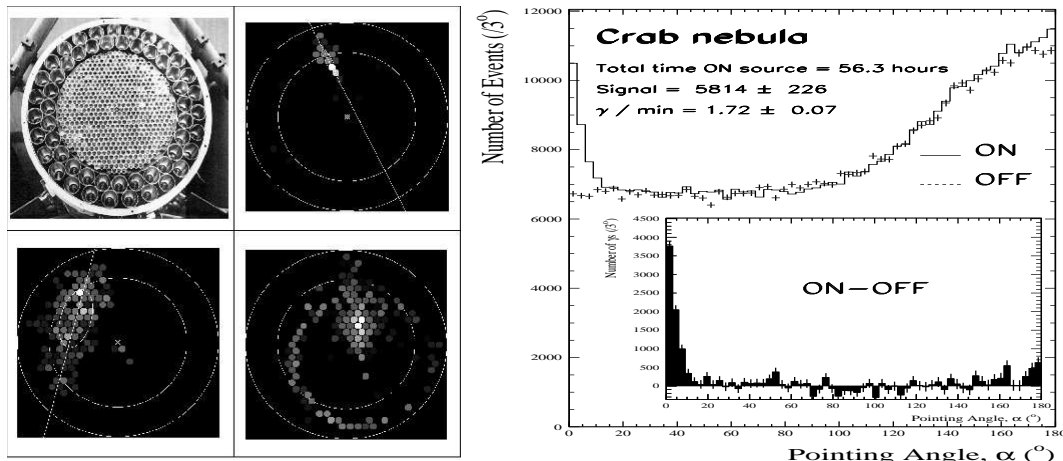 12000
10000
8000
6000
4000
2000
0
Number of Events (/3⁰)
Crab nebula
Total time ON source = 56.3 hours
Signal = 5814 ± 226
γ / min = 1.72 ± 0.07
ON
OFF
4500
4000
3500
3000
2500
2000
1500
1000
500
0
Number of γs (/3⁰)
ON−OFF
0 20 40 60 80 100 120 140 160 180
Pointing Angle, α (°)
0 20 40 60 80 100 120 140 160 180
Pointing Angle, α (°)